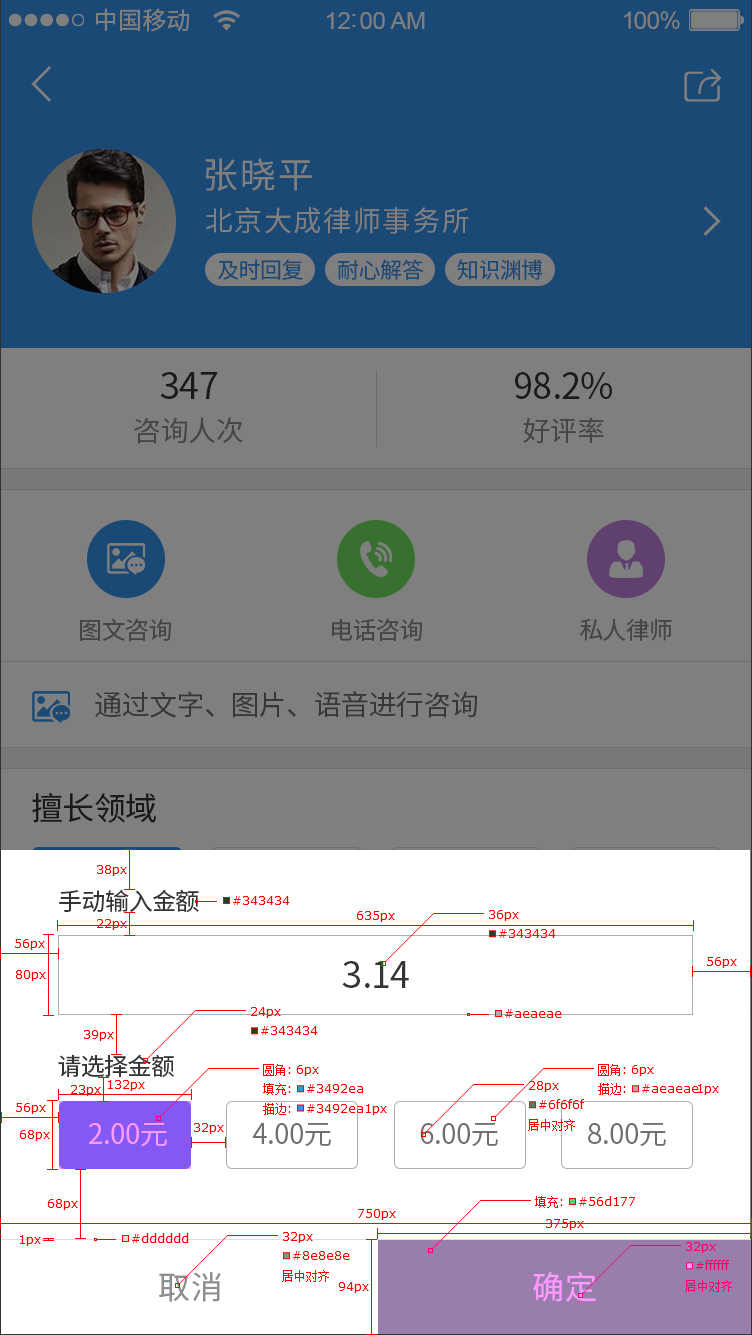 中国移动 12:00 AM 100%
张晓平
北京大成律师事务所
及时回复 耐心解答 知识渊博
347 98.2%
咨询人次 好评率
图文咨询 电话咨询 私人律师
通过文字、图片、语音进行咨询
擅长领域
38px
手动输入金额 #343434
22px 635px 36px
#343434
56px 56px
80px 3.14
24px #aeaeae
39px #343434
请选择金额 圆角: 6px 圆角: 6px
23px 132px 填充: #3492ea 28px 描边: #aeaeae1px
56px 描边: #3492ea1px #6f6f6f
68px 32px 居中对齐
2.00元 4.00元 6.00元 8.00元
68px 填充: #56d177
750px
375px
1px #dddddd 32px 32px
#8e8e8e #ffffff
居中对齐 94px 居中对齐
取消 确定